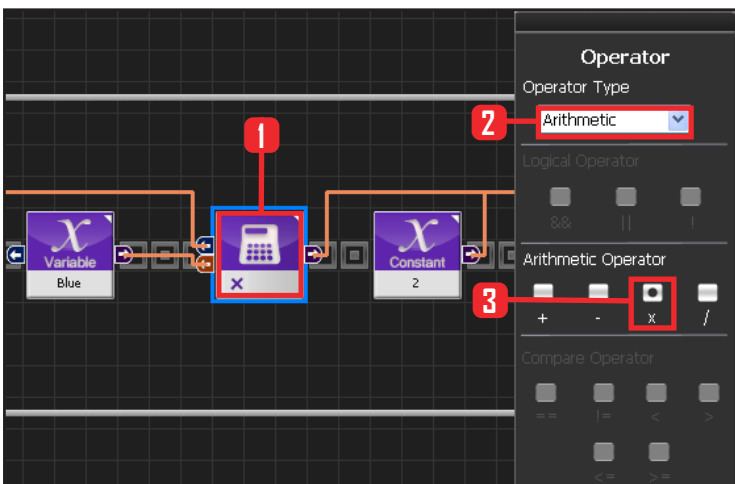 Operator
Operator Type
Arithmetic
Logical Operator
&& || !
Arithmetic Operator
+ - x /
Compare Operator
== != < >
<= >=
1
2
3
Variable
Blue
×
Constant
2